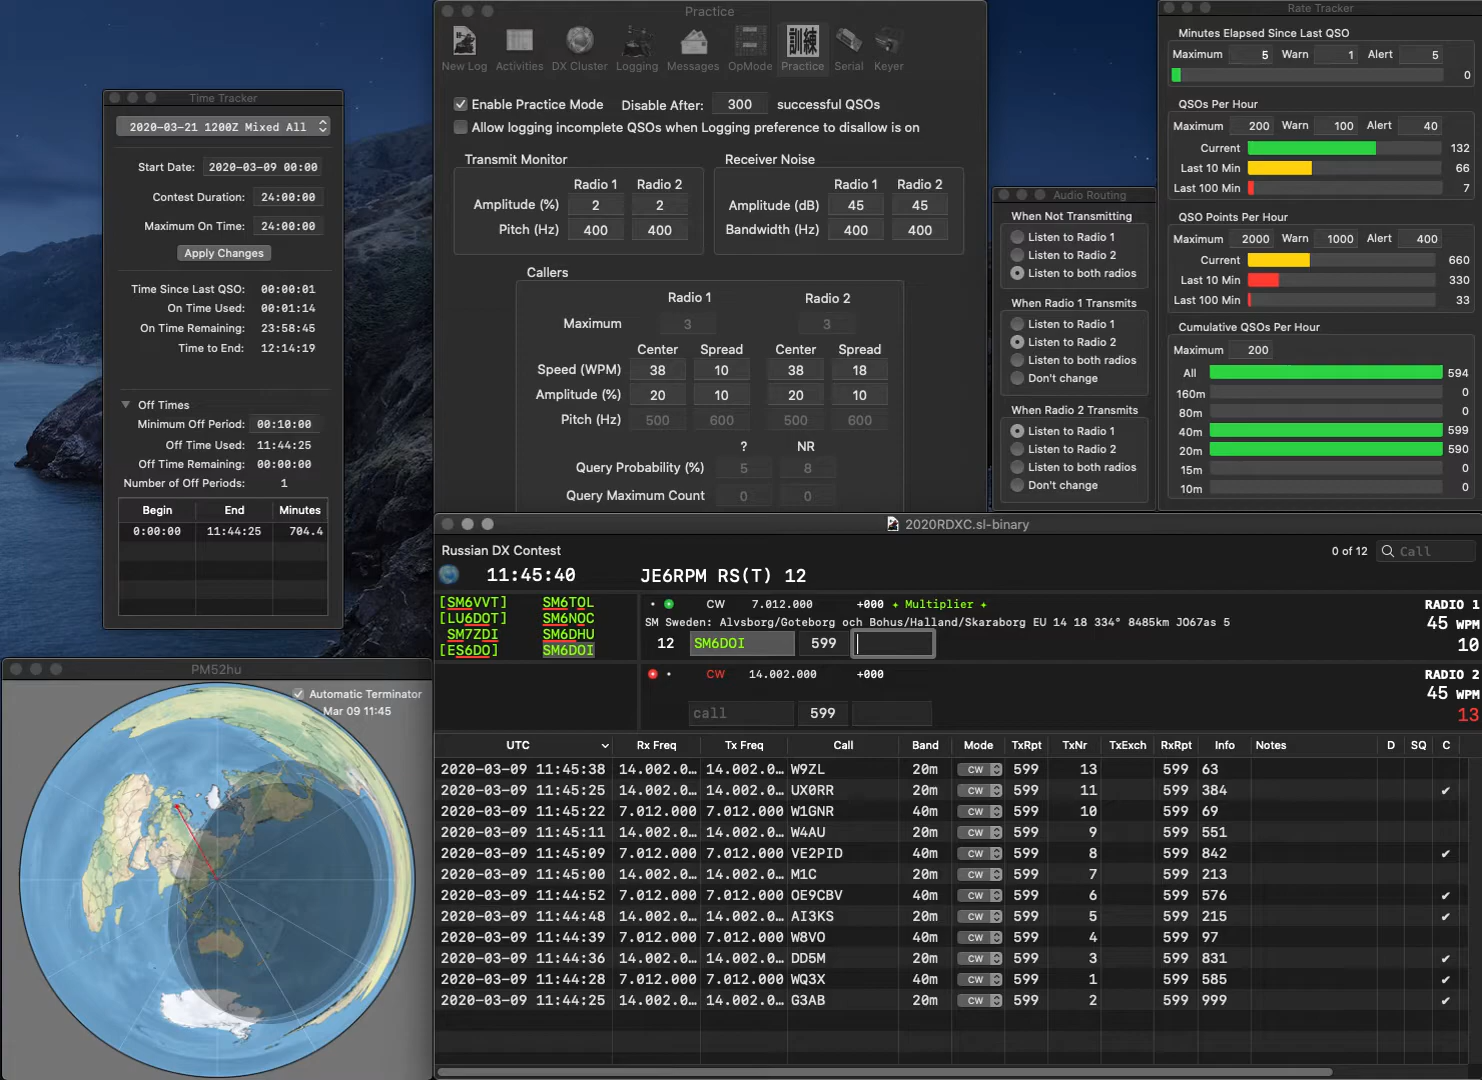 Time Tracker
2020-03-21 1200Z Mixed All
Start Date: 2020-03-09 00:00
Contest Duration: 24:00:00
Maximum On Time: 24:00:00
Apply Changes
Time Since Last QSO: 00:00:01
On Time Used: 00:01:14
On Time Remaining: 23:58:45
Time to End: 12:14:19
Off Times
Minimum Off Period: 00:10:00
Off Time Used: 11:44:25
Off Time Remaining: 00:00:00
Number of Off Periods: 1
Begin End Minutes
0:00:00 11:44:25 704.4
Practice
New Log Activities DX Cluster Logging Messages OpMode Practice Serial Keyer
訓練
Enable Practice Mode Disable After: 300 successful QSOs
Allow logging incomplete QSOs when Logging preference to disallow is on
Transmit Monitor
Radio 1 Radio 2
Amplitude (%) 2 2
Pitch (Hz) 400 400
Receiver Noise
Radio 1 Radio 2
Amplitude (dB) 45 45
Bandwidth (Hz) 400 400
Callers
Radio 1 Radio 2
Maximum 3 3
Center Spread Center Spread
Speed (WPM) 38 10 38 18
Amplitude (%) 20 10 20 10
Pitch (Hz) 500 600 500 600
? NR
Query Probability (%) 5 8
Query Maximum Count 0 0
Audio Routing
When Not Transmitting
Listen to Radio 1
Listen to Radio 2
Listen to both radios
When Radio 1 Transmits
Listen to Radio 1
Listen to Radio 2
Listen to both radios
Don't change
When Radio 2 Transmits
Listen to Radio 1
Listen to Radio 2
Listen to both radios
Don't change
Rate Tracker
Minutes Elapsed Since Last QSO
Maximum 5 Warn 1 Alert 5
0
QSOs Per Hour
Maximum 200 Warn 100 Alert 40
Current 132
Last 10 Min 66
Last 100 Min 7
QSO Points Per Hour
Maximum 2000 Warn 1000 Alert 400
Current 660
Last 10 Min 330
Last 100 Min 33
Cumulative QSOs Per Hour
Maximum 200
All 594
160m 0
80m 0
40m 599
20m 590
15m 0
10m 0
PM52hu
Automatic Terminator
Mar 09 11:45
2020RDXC.sl-binary
Russian DX Contest 0 of 12 Call
11:45:40 JE6RPM RS(T) 12
[SM6VVT] SM6TOL
[LU6DOT] SM6NOC
SM7ZDI SM6DHU
[ES6DO] SM6DOI
CW 7.012.000 +000 + Multiplier + RADIO 1
SM Sweden: Alvsborg/Goteborg och Bohus/Halland/Skaraborg EU 14 18 334° 8485km JO67as 5 45 WPM
12 SM6DOI 599 10
CW 14.002.000 +000 RADIO 2
45 WPM
call 599 13
UTC Rx Freq Tx Freq Call Band Mode TxRpt TxNr TxExch RxRpt Info Notes D SQ C
2020-03-09 11:45:38 14.002.0… 14.002.0… W9ZL 20m CW 599 13 599 63
2020-03-09 11:45:25 14.002.0… 14.002.0… UX0RR 20m CW 599 11 599 384 ✓
2020-03-09 11:45:22 7.012.000 7.012.000 W1GNR 40m CW 599 10 599 69
2020-03-09 11:45:11 14.002.0… 14.002.0… W4AU 20m CW 599 9 599 551
2020-03-09 11:45:09 7.012.000 7.012.000 VE2PID 40m CW 599 8 599 842 ✓
2020-03-09 11:45:00 14.002.0… 14.002.0… M1C 20m CW 599 7 599 213
2020-03-09 11:44:52 7.012.000 7.012.000 OE9CBV 40m CW 599 6 599 576 ✓
2020-03-09 11:44:48 14.002.0… 14.002.0… AI3KS 20m CW 599 5 599 215 ✓
2020-03-09 11:44:39 7.012.000 7.012.000 W8VO 40m CW 599 4 599 97
2020-03-09 11:44:36 14.002.0… 14.002.0… DD5M 20m CW 599 3 599 831 ✓
2020-03-09 11:44:28 7.012.000 7.012.000 WQ3X 40m CW 599 1 599 585 ✓
2020-03-09 11:44:25 14.002.0… 14.002.0… G3AB 20m CW 599 2 599 999 ✓